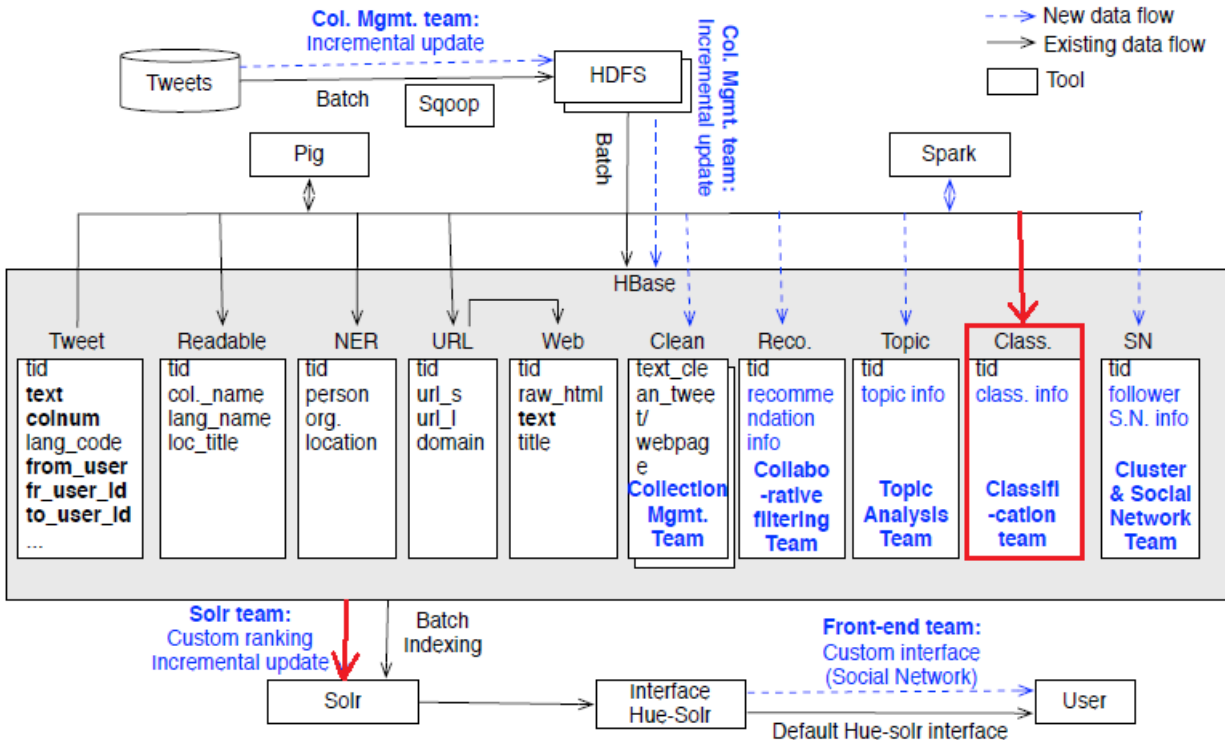 Col. Mgmt. team:
Incremental update
New data flow
Existing data flow
Tool
Tweets
Batch
Sqoop
HDFS
Col. Mgmt. team:
Incremental update
Batch
Pig
Spark
HBase
Tweet
tid
text
colnum
lang_code
from_user
fr_user_id
to_user_id
...
Readable
tid
col._name
lang_name
loc_title
NER
tid
person
org.
location
URL
tid
url_s
url_l
domain
Web
tid
raw_html
text
title
Clean
text_cle
an_twee
t/
webpag
e
Collection
Mgmt.
Team
Reco.
tid
recomme
ndation
info
Collabo
-rative
filtering
Team
Topic
tid
topic info
Topic
Analysis
Team
Class.
tid
class. info
Classifi
-cation
team
SN
tid
follower
S.N. info
Cluster
& Social
Network
Team
Solr team:
Custom ranking
Incremental update
Batch
Indexing
Front-end team:
Custom interface
(Social Network)
Solr
Interface
Hue-Solr
User
Default Hue-solr interface